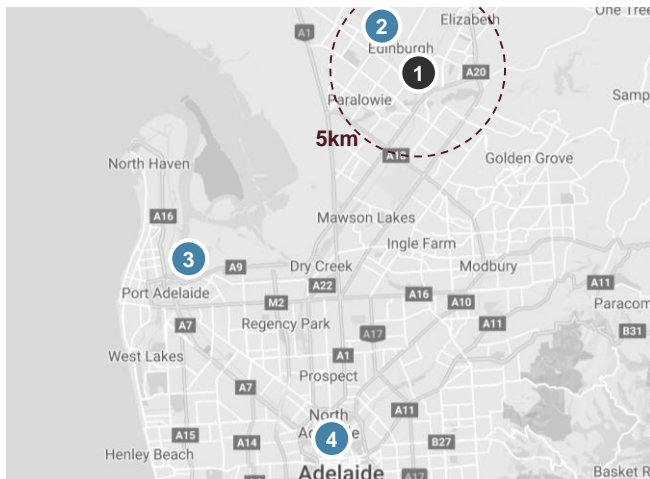 One Tree
Elizabeth
2
A1
Edinburgh
1
A20
Paralowie
Samp
5km
A13
North Haven
Golden Grove
A16
Mawson Lakes
Ingle Farm
3
A9
Dry Creek
Modbury
Port Adelaide
A22
A16
A11
M2
A10
Paracom
A7
Regency Park
A11
A17
B31
West Lakes
A1
Prospect
A7
North
Adelaide
A11
4
A15
A14
B27
Henley Beach
Adelaide
A17
Basket R